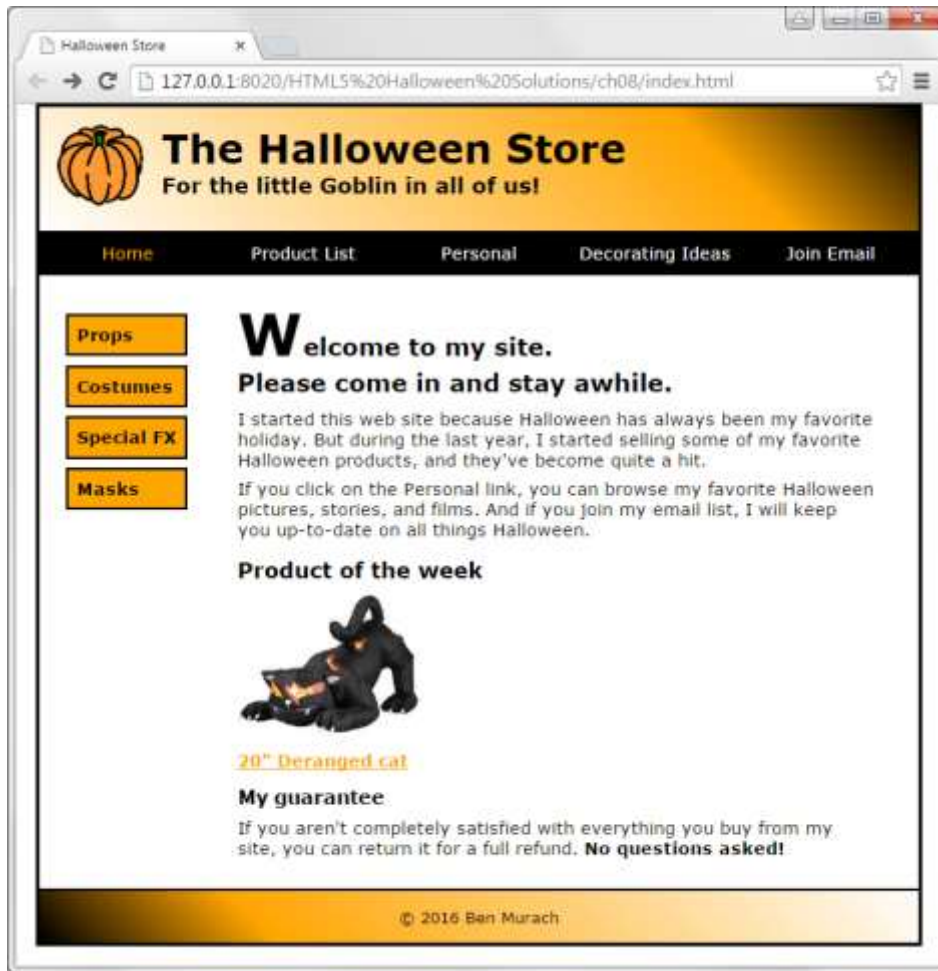 Halloween Store
127.0.0.1:8020/HTML5%20Halloween%20Solutions/ch08/index.html
The Halloween Store
For the little Goblin in all of us!
Home Product List Personal Decorating Ideas Join Email
Props
Costumes
Special FX
Masks
Welcome to my site.
Please come in and stay awhile.
I started this web site because Halloween has always been my favorite
holiday. But during the last year, I started selling some of my favorite
Halloween products, and they've become quite a hit.
If you click on the Personal link, you can browse my favorite Halloween
pictures, stories, and films. And if you join my email list, I will keep
you up-to-date on all things Halloween.
Product of the week
20" Deranged cat
My guarantee
If you aren't completely satisfied with everything you buy from my
site, you can return it for a full refund. No questions asked!
© 2016 Ben Murach